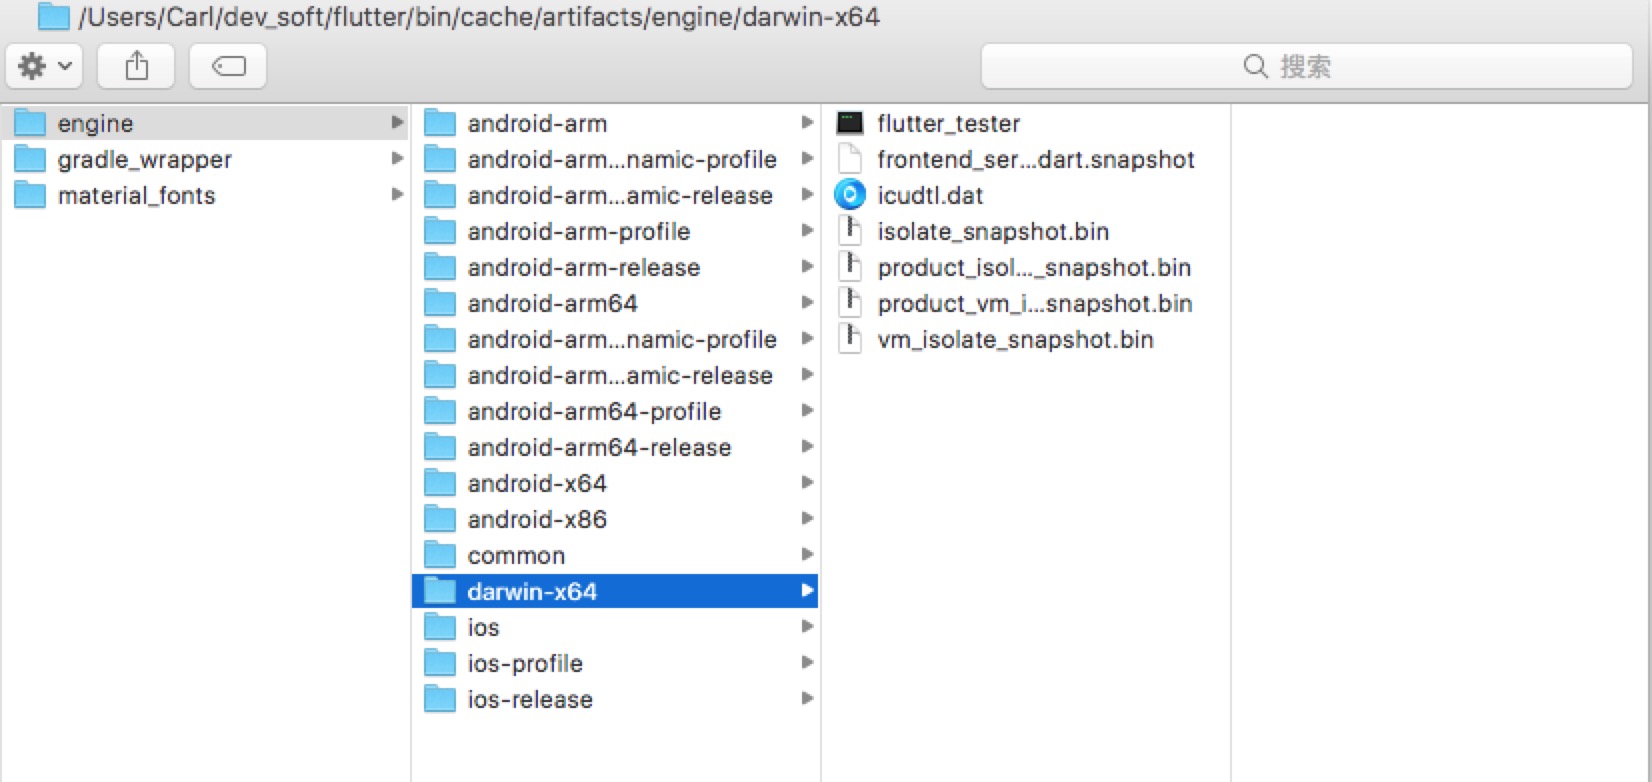 /Users/Carl/dev_soft/flutter/bin/cache/artifacts/engine/darwin-x64
搜索
engine
gradle_wrapper
material_fonts
android-arm
android-arm...namic-profile
android-arm...amic-release
android-arm-profile
android-arm-release
android-arm64
android-arm...namic-profile
android-arm...amic-release
android-arm64-profile
android-arm64-release
android-x64
android-x86
common
darwin-x64
ios
ios-profile
ios-release
flutter_tester
frontend_ser...dart.snapshot
icudtl.dat
isolate_snapshot.bin
product_isol..._snapshot.bin
product_vm_i...snapshot.bin
vm_isolate_snapshot.bin